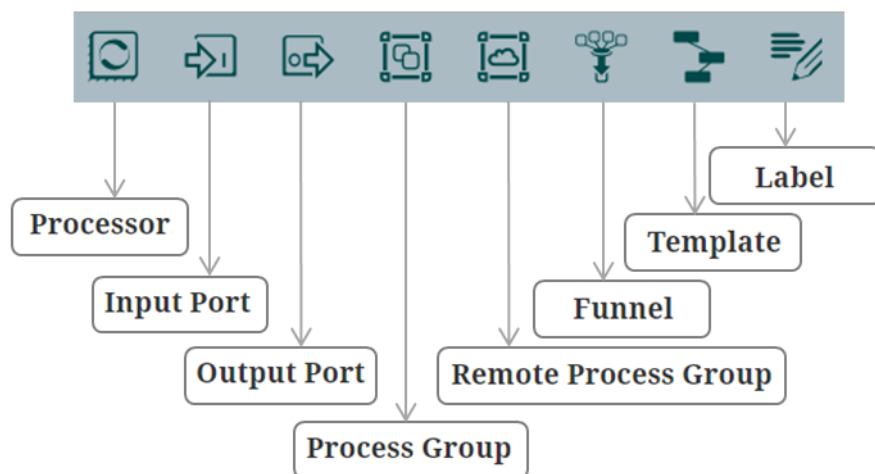 Label
Processor
Template
Input Port
Funnel
Output Port
Remote Process Group
Process Group